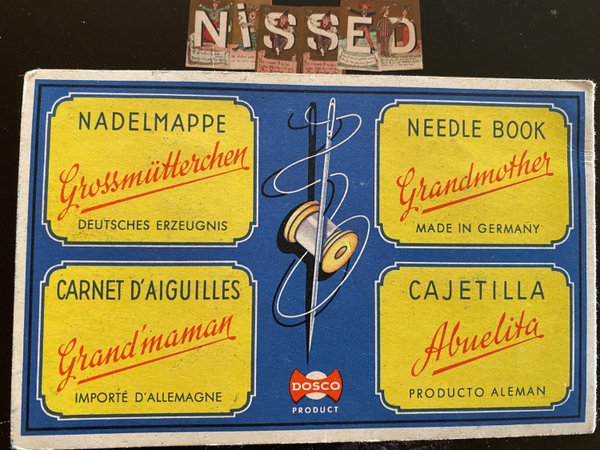 NiSSED
NADELMAPPE
Grossmütterchen
DEUTSCHES ERZEUGNIS
NEEDLE BOOK
Grandmother
MADE IN GERMANY
CARNET D'AIGUILLES
Grand'maman
IMPORTÉ D'ALLEMAGNE
CAJETILLA
Abuelita
PRODUCTO ALEMAN
DOSCO
PRODUCT